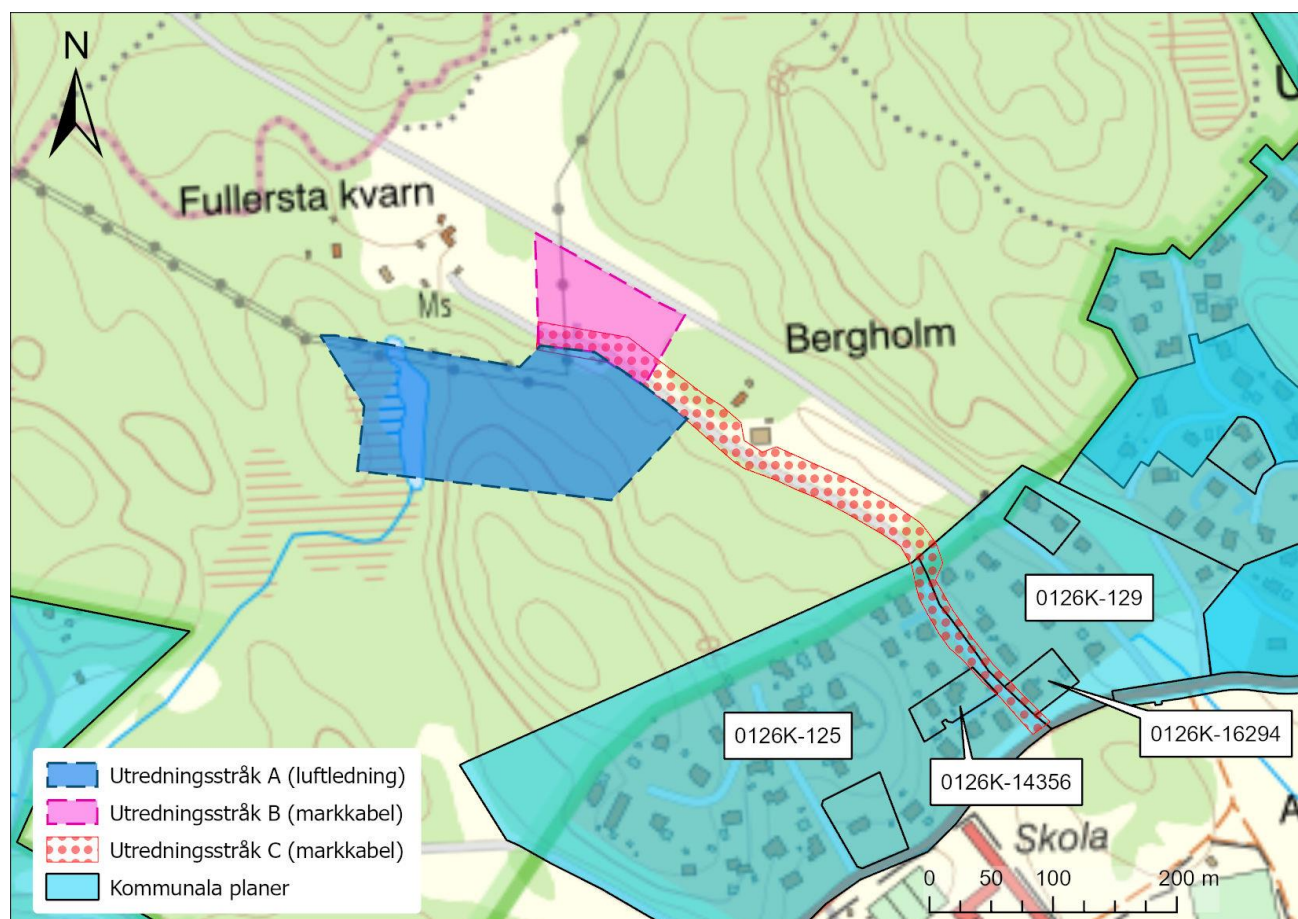 N
U
Fullersta kvarn
Ms
Bergholm
0126K-129
0126K-125
0126K-16294
0126K-14356
Skola
A
0 50 100 200 m
Utredningsstråk A (luftledning)
Utredningsstråk B (markkabel)
Utredningsstråk C (markkabel)
Kommunala planer